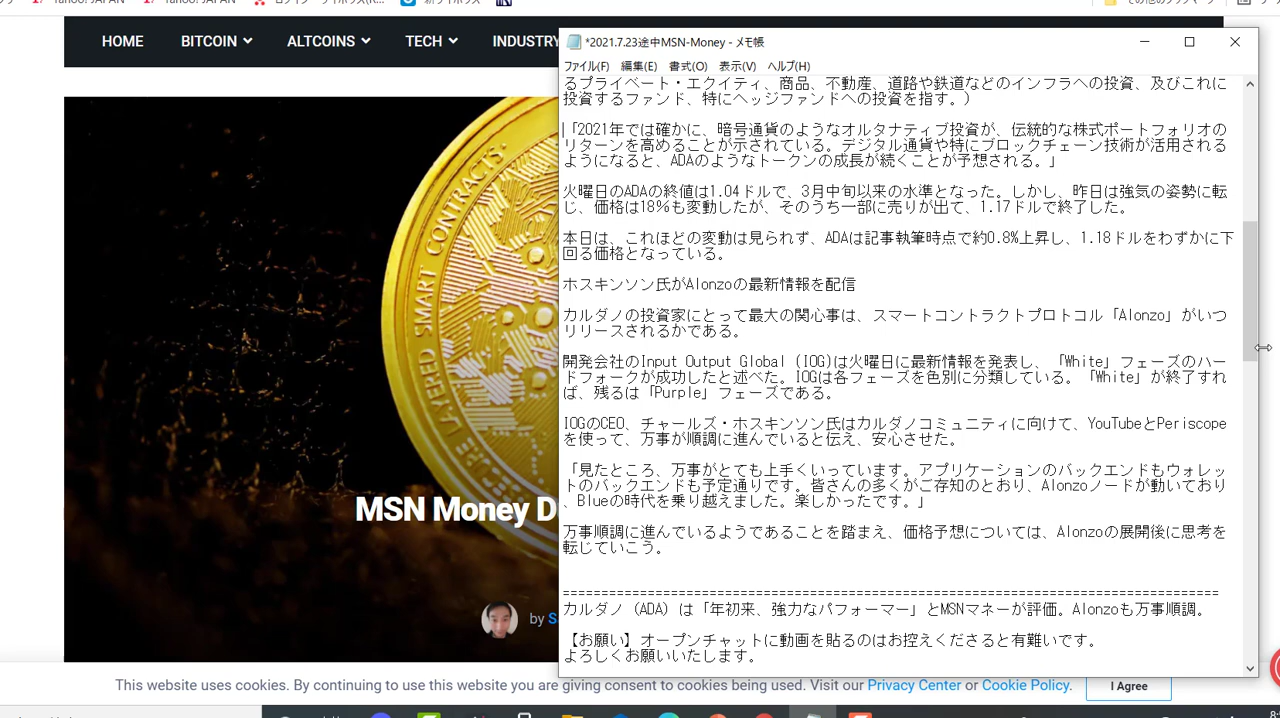 Yahoo! JAPAN
Yahoo! JAPAN
HOME
BITCOIN
ALTCOINS
TECH
INDUSTRY
*2021.7.23途中MSN-Money - メモ帳
ファイル(F) 編集(E) 書式(O) 表示(V) ヘルプ(H)
るプライベート・エクイティ、商品、不動産、道路や鉄道などのインフラへの投資、及びこれに
投資するファンド、特にヘッジファンドへの投資を指す。)
「2021年では確かに、暗号通貨のようなオルタナティブ投資が、伝統的な株式ポートフォリオの
リターンを高めることが示されている。デジタル通貨や特にブロックチェーン技術が活用される
ようになると、ADAのようなトークンの成長が続くことが予想される。」
火曜日のADAの終値は1.04ドルで、3月中旬以来の水準となった。しかし、昨日は強気の姿勢に転
じ、価格は18%も変動したが、そのうち一部に売りが出て、1.17ドルで終了した。
本日は、これほどの変動は見られず、ADAは記事執筆時点で約0.8%上昇し、1.18ドルをわずかに下
回る価格となっている。
ホスキンソン氏がAlonzoの最新情報を配信
カルダノの投資家にとって最大の関心事は、スマートコントラクトプロトコル「Alonzo」がいつ
リリースされるかである。
開発会社のInput Output Global (IOG)は火曜日に最新情報を発表し、「White」フェーズのハー
ドフォークが成功したと述べた。IOGは各フェーズを色別に分類している。「White」が終了すれ
ば、残るは「Purple」フェーズである。
IOGのCEO、チャールズ・ホスキンソン氏はカルダノコミュニティに向けて、YouTubeとPeriscope
を使って、万事が順調に進んでいると伝え、安心させた。
「見たところ、万事がとても上手くいっています。アプリケーションのバックエンドもウォレッ
トのバックエンドも予定通りです。皆さんの多くがご存知のとおり、Alonzoノードが動いており
、Blueの時代を乗り越えました。楽しかったです。」
万事順調に進んでいるようであることを踏まえ、価格予想については、Alonzoの展開後に思考を
転じていこう。
=====================================================================================
カルダノ (ADA) は「年初来、強力なパフォーマー」とMSNマネーが評価。Alonzoも万事順調。
【お願い】オープンチャットに動画を貼るのはお控えくださると有難いです。
よろしくお願いいたします。
SMART CONTRACTS
LAYERED
SECURE
MSN Money D
by S
This website uses cookies. By continuing to use this website you are giving consent to cookies being used. Visit our Privacy Center or Cookie Policy.
I Agree